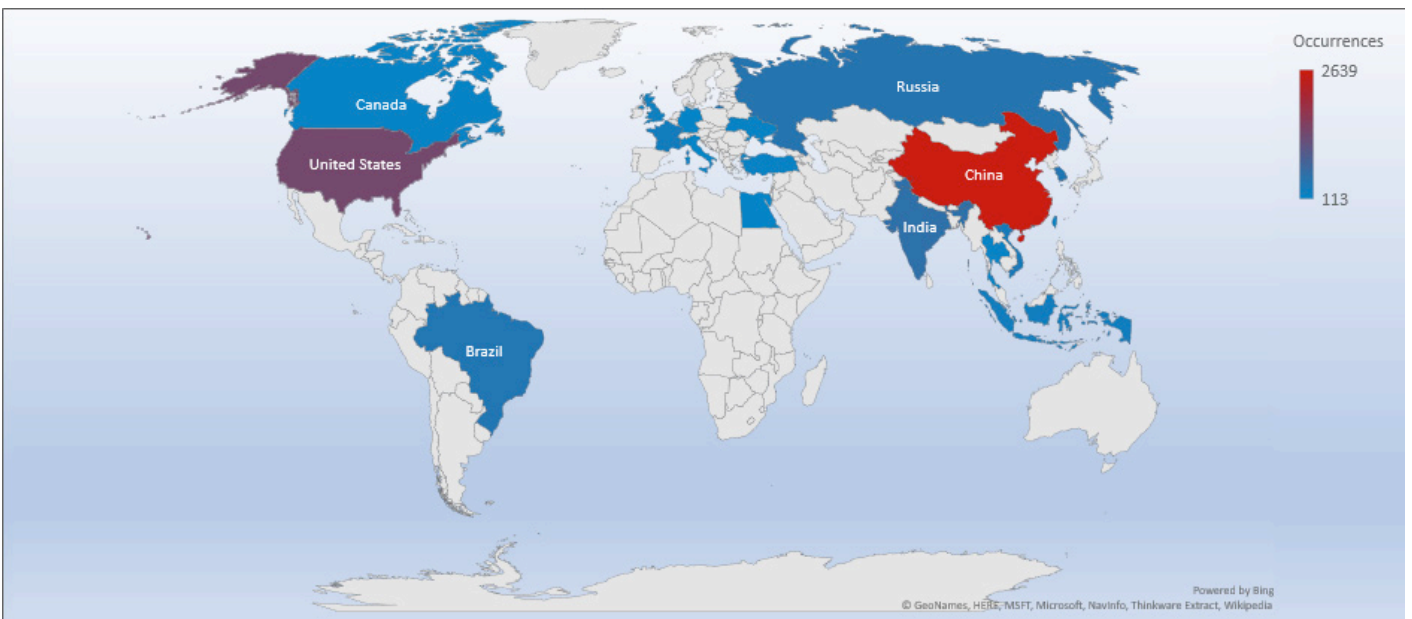 Occurrences
2639
113
Canada
Russia
United States
China
India
Brazil
Powered by Bing
© GeoNames, HERE, MSFT, Microsoft, NavInfo, Thinkware Extract, Wikipedia